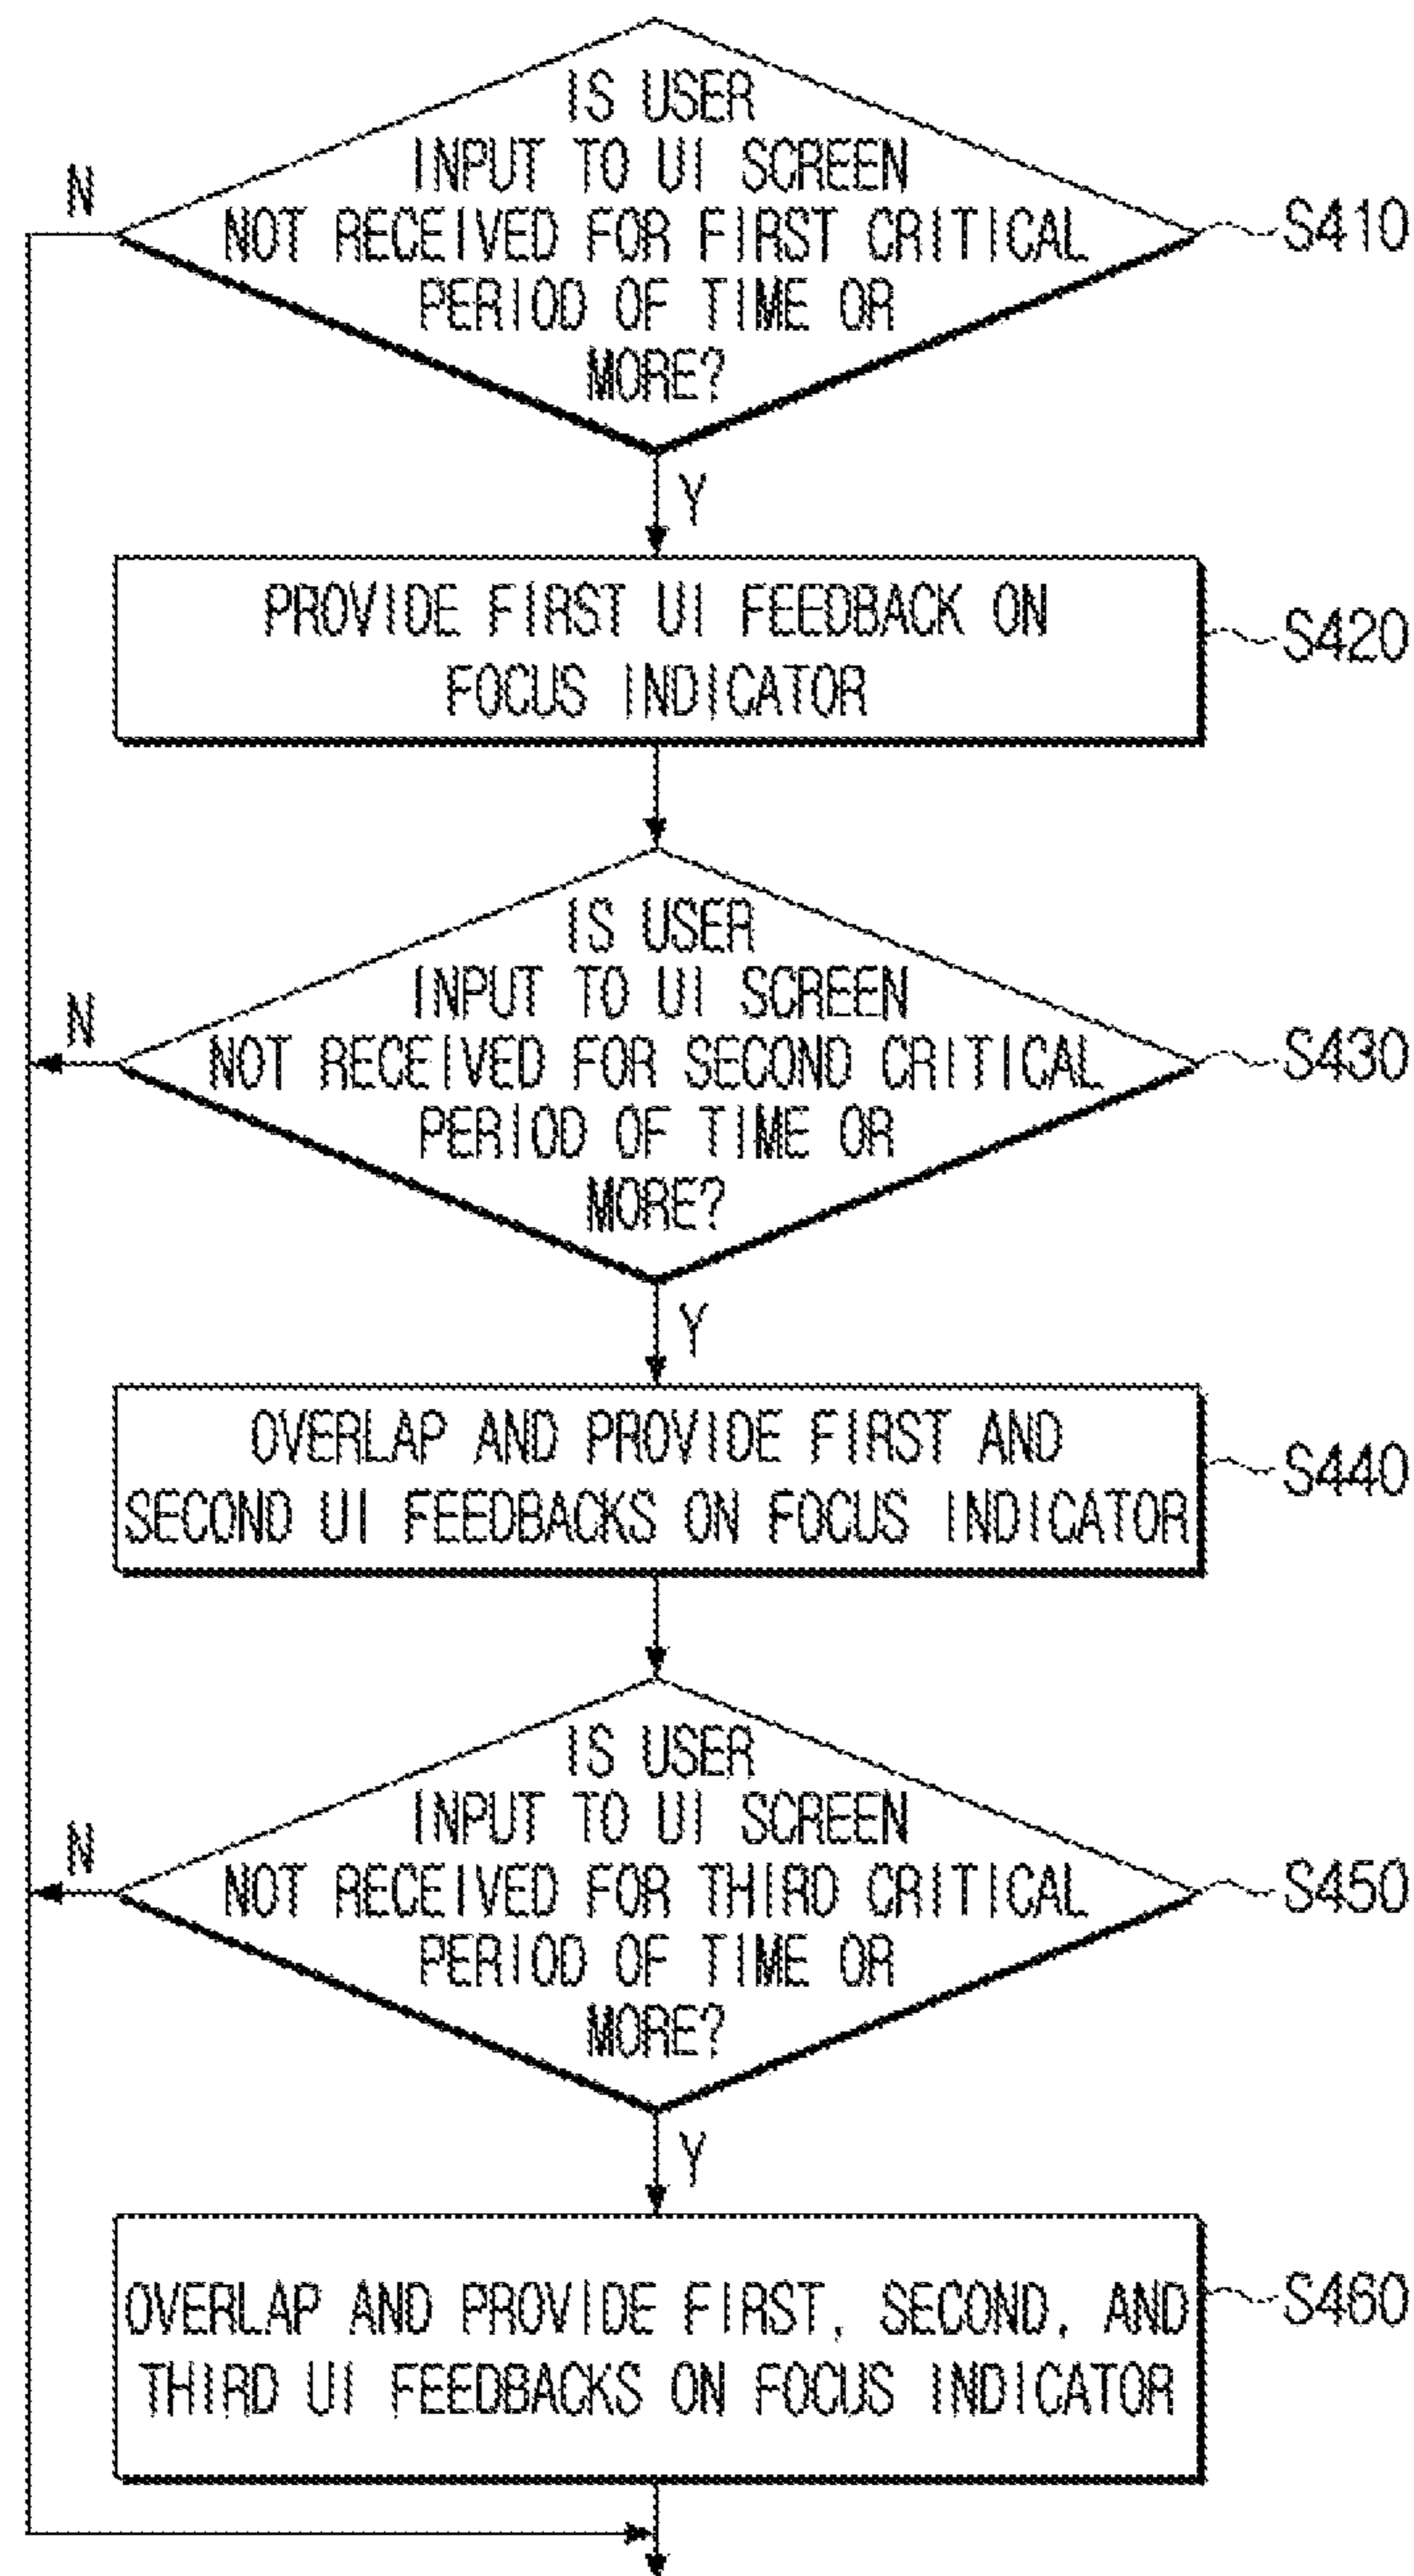 IS USER
INPUT TO UI SCREEN
N
NOT RECEIVED FOR FIRST CRITICAL
S410
PERIOD OF TIME OR
MORE?
Y
PROVIDE FIRST UI FEEDBACK ON
S420
FOCUS INDICATOR
IS USER
INPUT TO UI SCREEN
N
NOT RECEIVED FOR SECOND CRITICAL
S430
PERIOD OF TIME OR
MORE?
Y
OVERLAP AND PROVIDE FIRST AND
S440
SECOND UI FEEDBACKS ON FOCUS INDICATOR
IS USER
INPUT TO UI SCREEN
N
NOT RECEIVED FOR THIRD CRITICAL
S450
PERIOD OF TIME OR
MORE?
Y
OVERLAP AND PROVIDE FIRST, SECOND, AND
S460
THIRD UI FEEDBACKS ON FOCUS INDICATOR